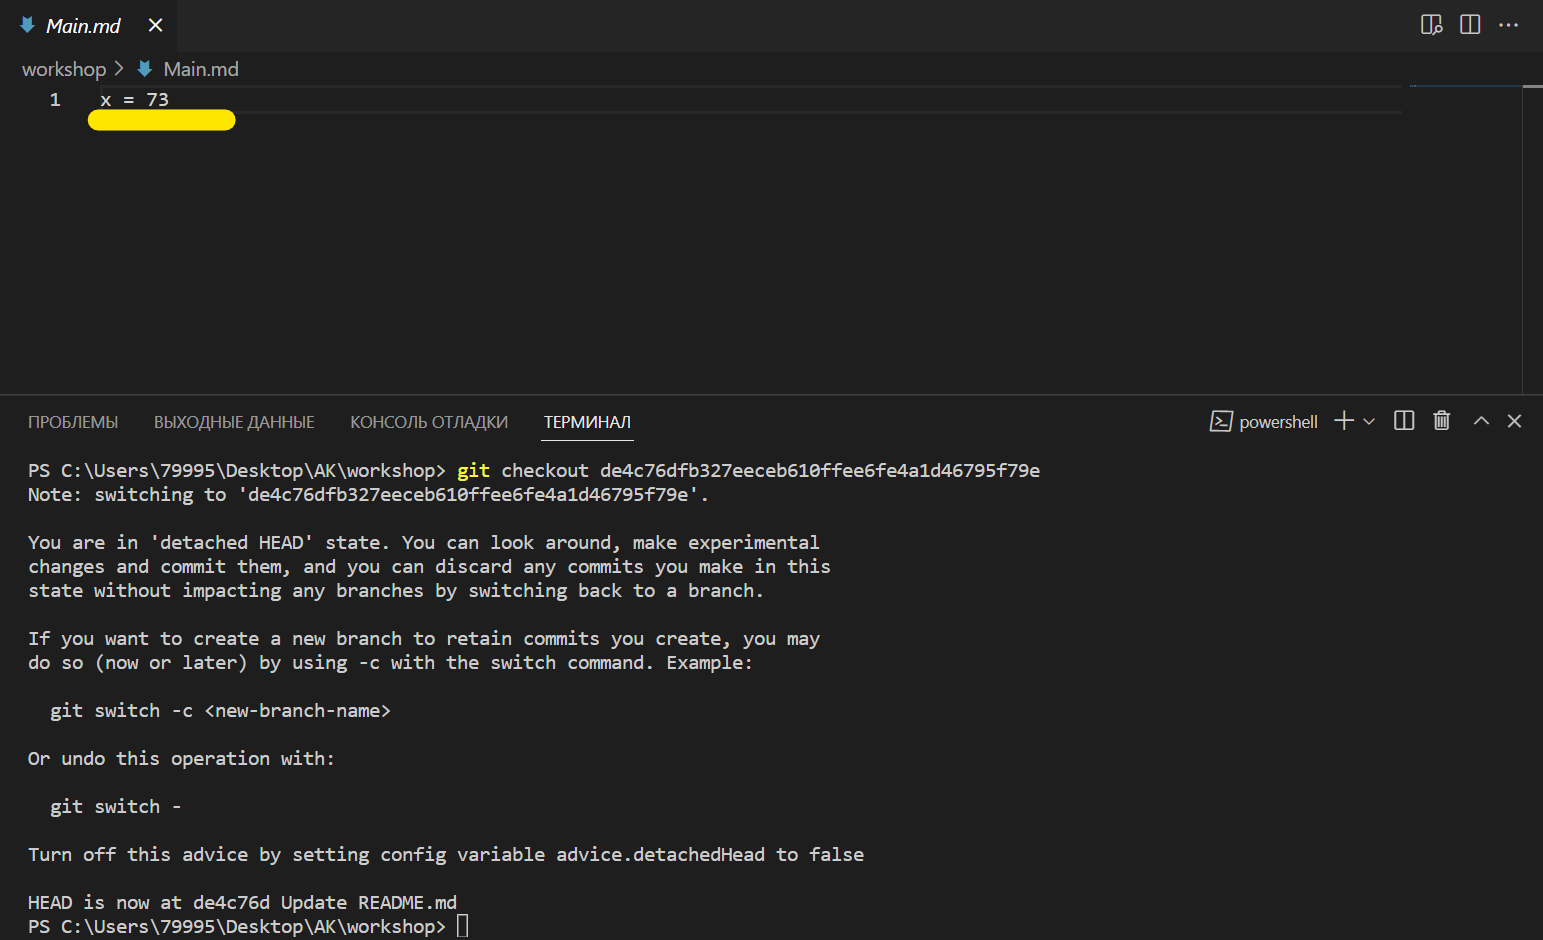 Main.md
workshop > Main.md
1 x = 73
ПРОБЛЕМЫ ВЫХОДНЫЕ ДАННЫЕ КОНСОЛЬ ОТЛАДКИ ТЕРМИНАЛ powershell
PS C:\Users\79995\Desktop\AK\workshop> git checkout de4c76dfb327eeceb610ffee6fe4a1d46795f79e
Note: switching to 'de4c76dfb327eeceb610ffee6fe4a1d46795f79e'.
You are in 'detached HEAD' state. You can look around, make experimental
changes and commit them, and you can discard any commits you make in this
state without impacting any branches by switching back to a branch.
If you want to create a new branch to retain commits you create, you may
do so (now or later) by using -c with the switch command. Example:
git switch -c <new-branch-name>
Or undo this operation with:
git switch -
Turn off this advice by setting config variable advice.detachedHead to false
HEAD is now at de4c76d Update README.md
PS C:\Users\79995\Desktop\AK\workshop>